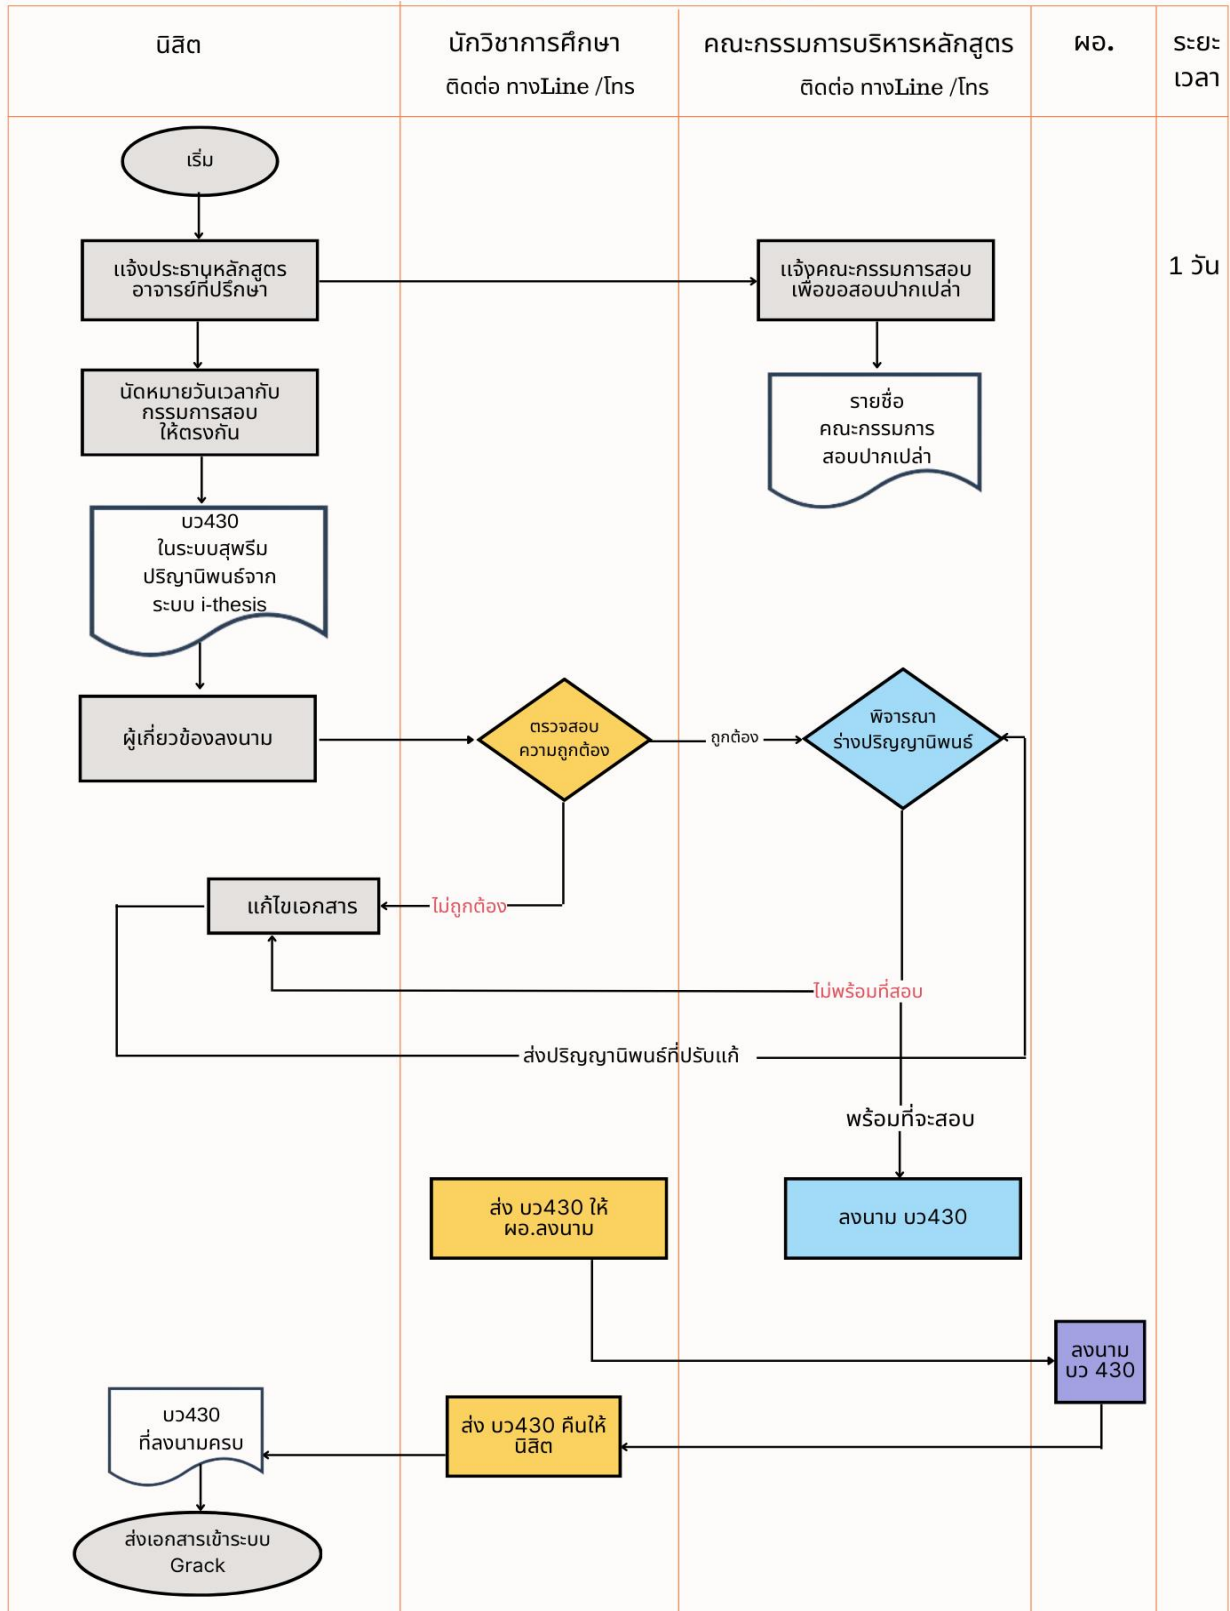 นิสิต
นักวิชาการศึกษา
ติดต่อ ทางLine /โทร
คณะกรรมการบริหารหลักสูตร
ติดต่อ ทางLine /โทร
ผอ.
ระยะ
เวลา
เริ่ม
แจ้งประธานหลักสูตร
อาจารย์ที่ปรึกษา
แจ้งคณะกรรมการสอบ
เพื่อขอสอบปากเปล่า
1 วัน
นัดหมายวันเวลากับ
กรรมการสอบ
ให้ตรงกัน
รายชื่อ
คณะกรรมการ
สอบปากเปล่า
บว430
ในระบบสุพรีม
ปริญานิพนธ์จาก
ระบบ i-thesis
ผู้เกี่ยวข้องลงนาม
ตรวจสอบ
ความถูกต้อง
ถูกต้อง
พิจารณา
ร่างปริญญานิพนธ์
แก้ไขเอกสาร
ไม่ถูกต้อง
ไม่พร้อมที่สอบ
ส่งปริญญานิพนธ์ที่ปรับแก้
พร้อมที่จะสอบ
ส่ง บว430 ให้
ผอ.ลงนาม
ลงนาม บว430
ลงนาม
บว 430
บว430
ที่ลงนามครบ
ส่ง บว430 คืนให้
นิสิต
ส่งเอกสารเข้าระบบ
Grack